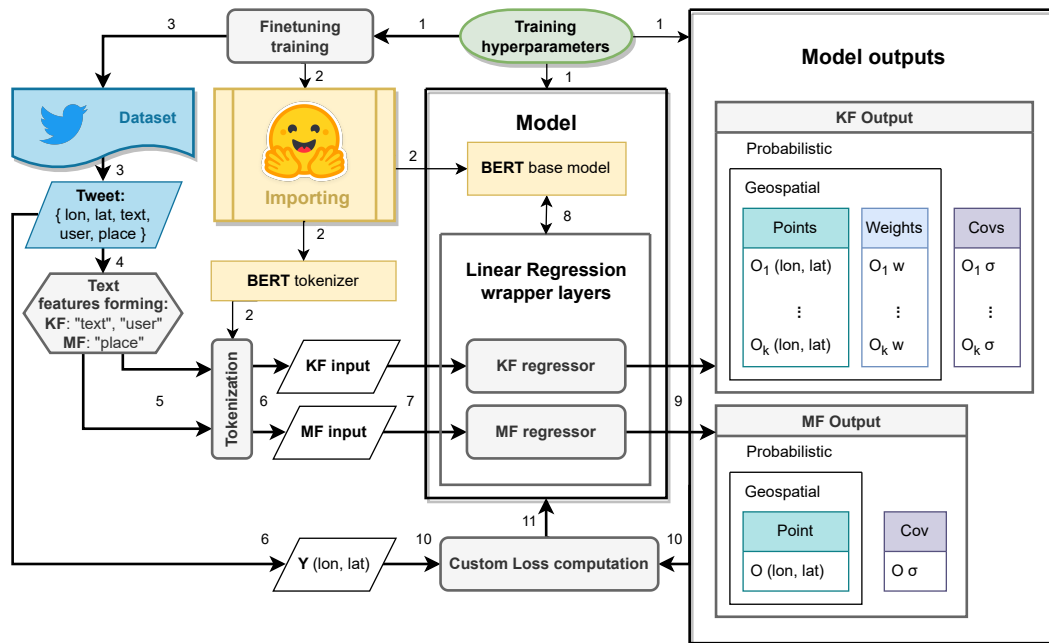 3
Finetuning
training
1
Training
hyperparameters
1
2
1
Model outputs
Dataset
3
Importing
2
Model
BERT base model
8
KF Output
Probabilistic
Geospatial
Points
Weights
Covs
O₁ (lon, lat)
O₁ w
O₁ σ
⋮
⋮
⋮
Oₖ (lon, lat)
Oₖ w
Oₖ σ
Tweet:
{ lon, lat, text,
user, place }
4
2
BERT tokenizer
2
Text
features forming:
KF: "text", "user"
MF: "place"
Linear Regression
wrapper layers
Tokenization
5
6
KF input
7
KF regressor
9
MF input
MF regressor
MF Output
Probabilistic
Geospatial
Point
Cov
O (lon, lat)
O σ
11
6
Y (lon, lat)
10
Custom Loss computation
10